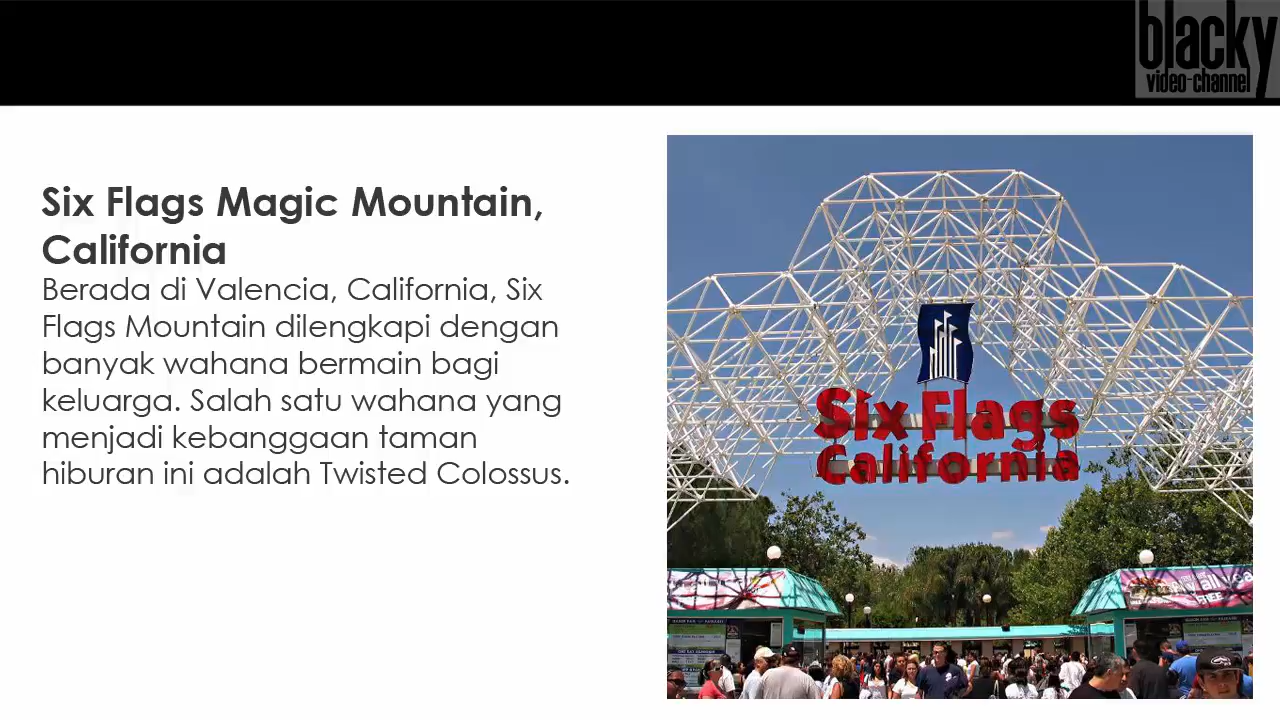 blacky
video-channel
Six Flags Magic Mountain,
California
Berada di Valencia, California, Six
Flags Mountain dilengkapi dengan
banyak wahana bermain bagi
keluarga. Salah satu wahana yang
menjadi kebanggaan taman
hiburan ini adalah Twisted Colossus.
Six Flags
California
FREE